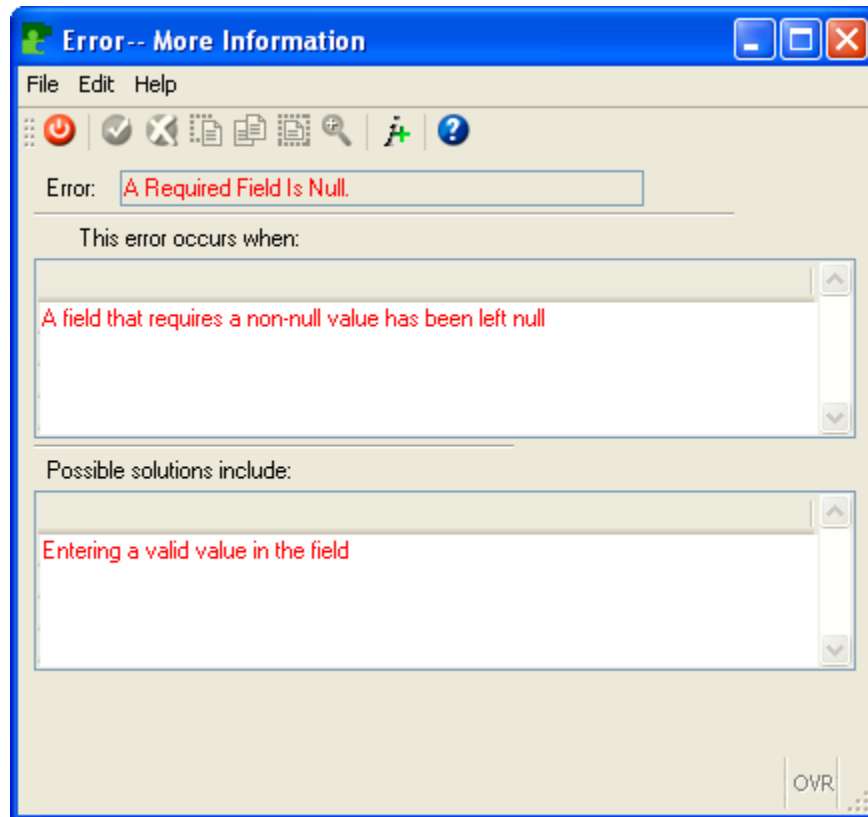 Error-- More Information
File Edit Help
Error: A Required Field Is Null.
This error occurs when:
A field that requires a non-null value has been left null
Possible solutions include:
Entering a valid value in the field
OVR